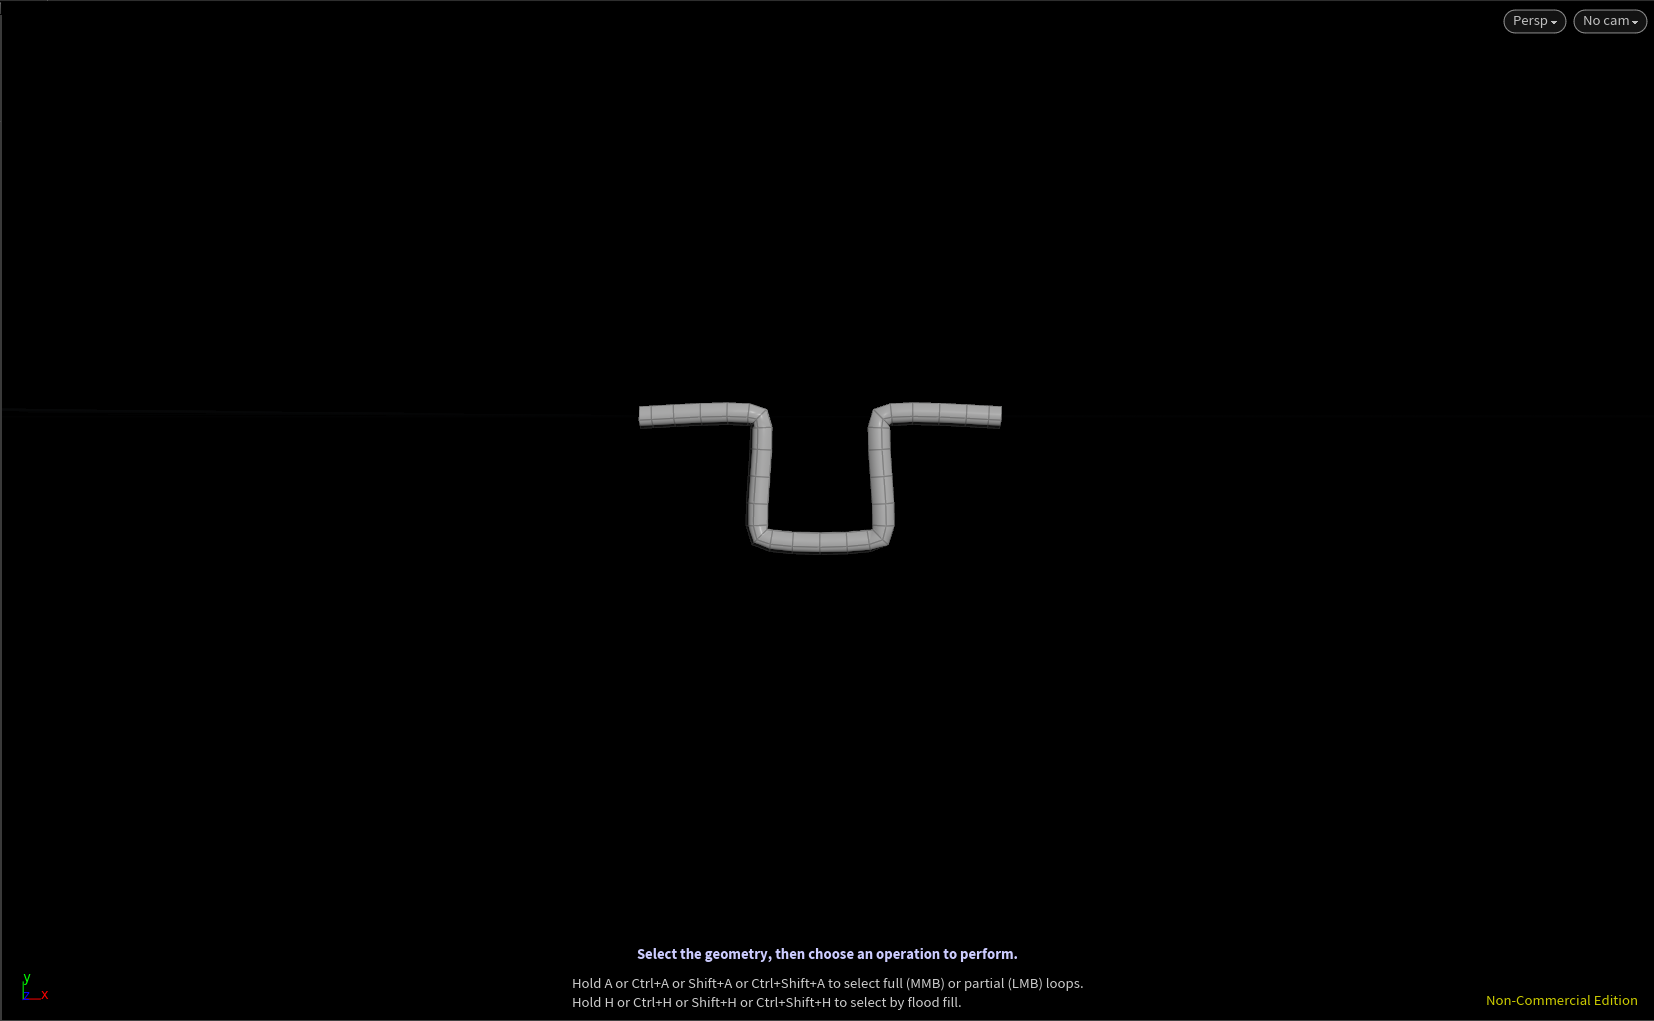 Persp No cam
Select the geometry, then choose an operation to perform.
y
Hold A or Ctrl+A or Shift+A or Ctrl+Shift+A to select full (MMB) or partial (LMB) loops.
x
Hold H or Ctrl+H or Shift+H or Ctrl+Shift+H to select by flood fill.
Non-Commercial Edition